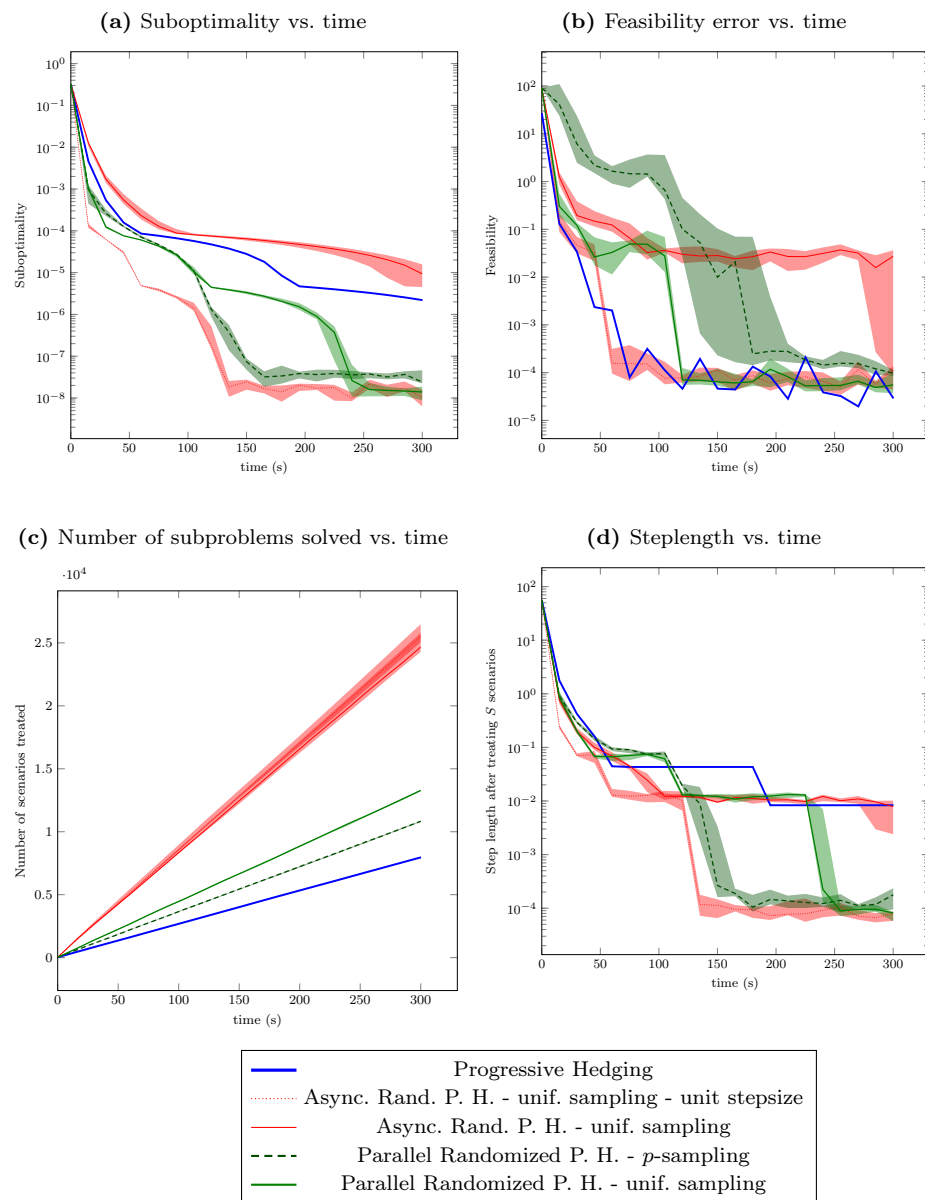 (a) Suboptimality vs. time
10^0
10^−1
10^−2
10^−3
10^−4
10^−5
10^−6
10^−7
10^−8
Suboptimality
0 50 100 150 200 250 300
time (s)
(b) Feasibility error vs. time
10^2
10^1
10^0
10^−1
10^−2
10^−3
10^−4
10^−5
Feasibility
0 50 100 150 200 250 300
time (s)
(c) Number of subproblems solved vs. time
·10^4
2.5
2
1.5
1
0.5
0
Number of scenarios treated
0 50 100 150 200 250 300
time (s)
(d) Steplength vs. time
10^2
10^1
10^0
10^−1
10^−2
10^−3
10^−4
Step length after treating S scenarios
0 50 100 150 200 250 300
time (s)
Progressive Hedging
Async. Rand. P. H. - unif. sampling - unit stepsize
Async. Rand. P. H. - unif. sampling
Parallel Randomized P. H. - p-sampling
Parallel Randomized P. H. - unif. sampling